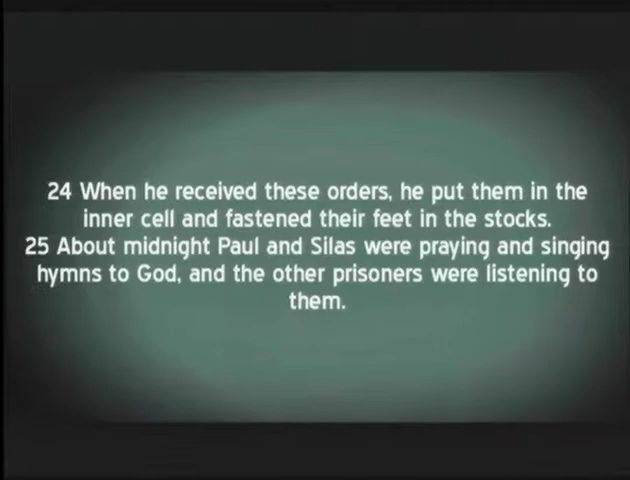 24 When he received these orders, he put them in the
inner cell and fastened their feet in the stocks.
25 About midnight Paul and Silas were praying and singing
hymns to God, and the other prisoners were listening to
them.